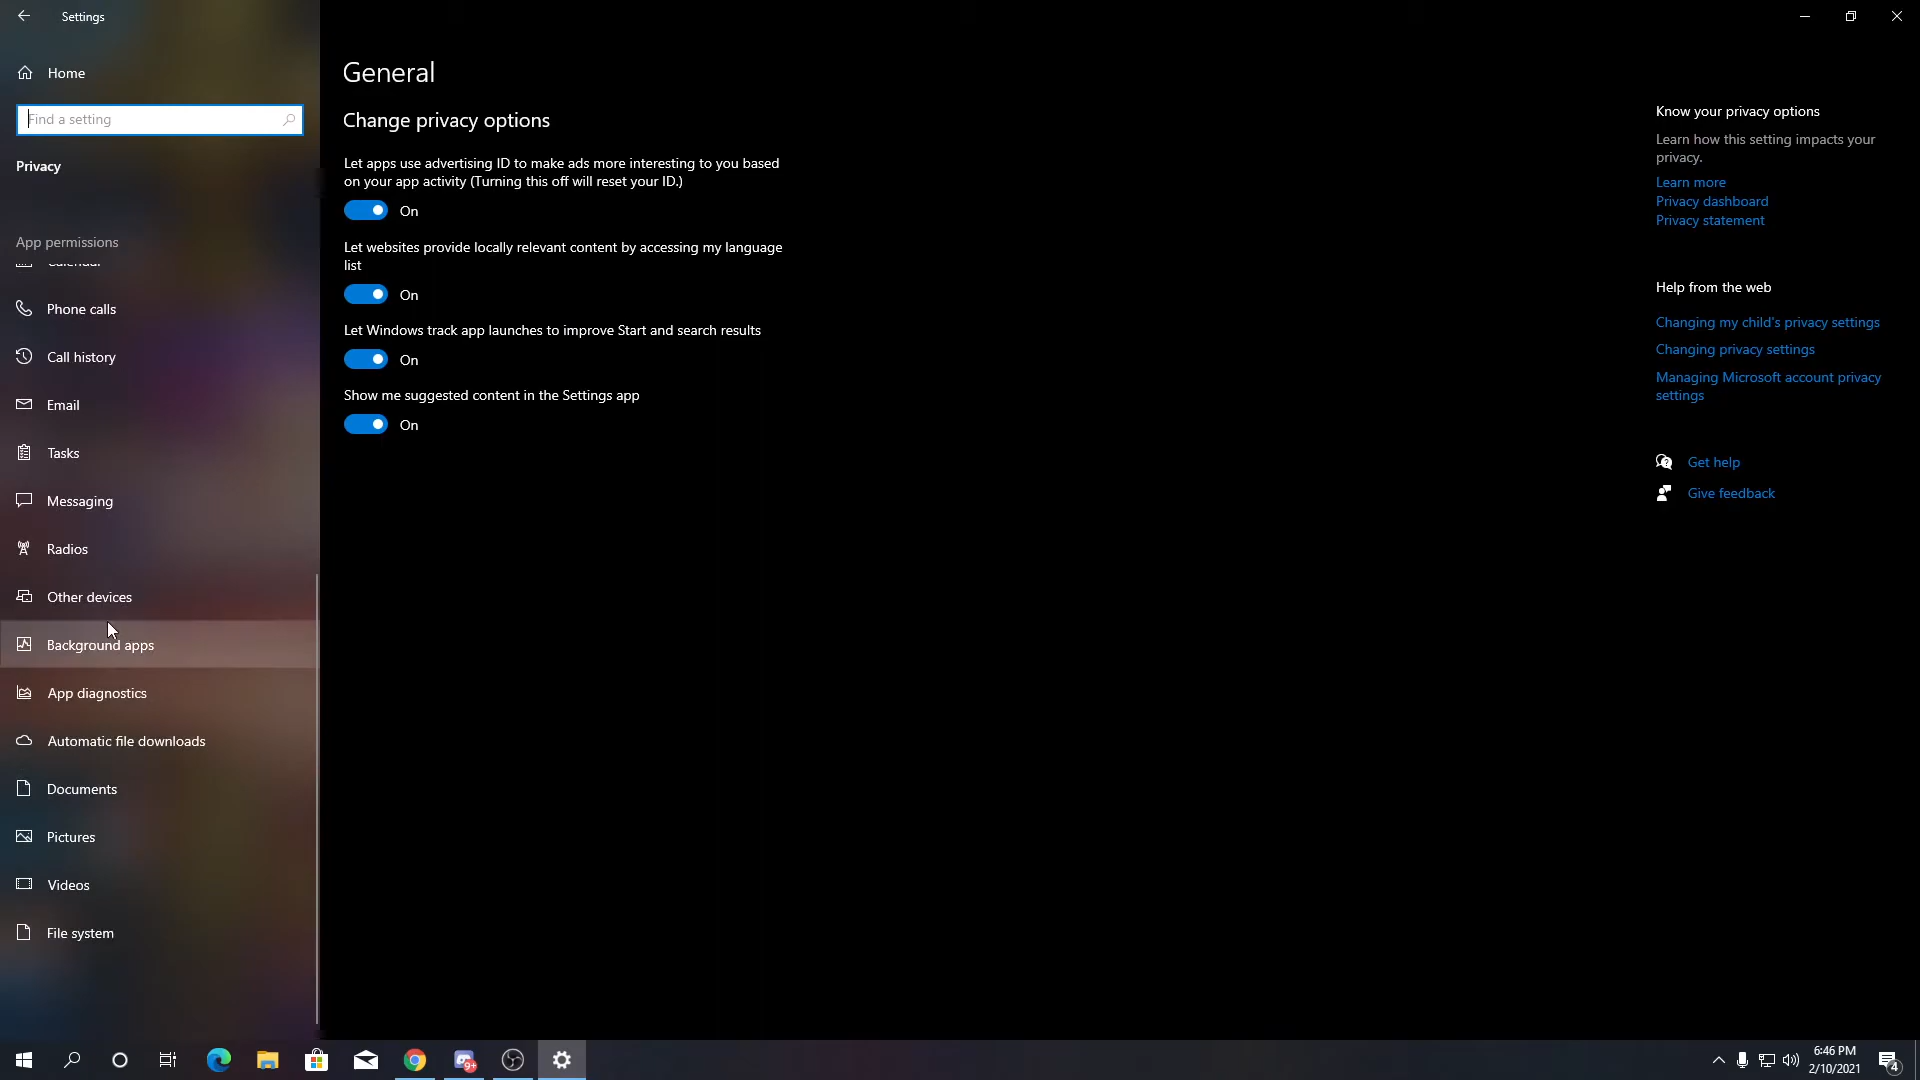 Settings
Home
Find a setting
Privacy
App permissions
Calendar
Phone calls
Call history
Email
Tasks
Messaging
Radios
Other devices
Background apps
App diagnostics
Automatic file downloads
Documents
Pictures
Videos
File system
General
Change privacy options
Let apps use advertising ID to make ads more interesting to you based
on your app activity (Turning this off will reset your ID.)
On
Let websites provide locally relevant content by accessing my language
list
On
Let Windows track app launches to improve Start and search results
On
Show me suggested content in the Settings app
On
Know your privacy options
Learn how this setting impacts your
privacy.
Learn more
Privacy dashboard
Privacy statement
Help from the web
Changing my child's privacy settings
Changing privacy settings
Managing Microsoft account privacy
settings
Get help
Give feedback
9+
6:46 PM
2/10/2021
4